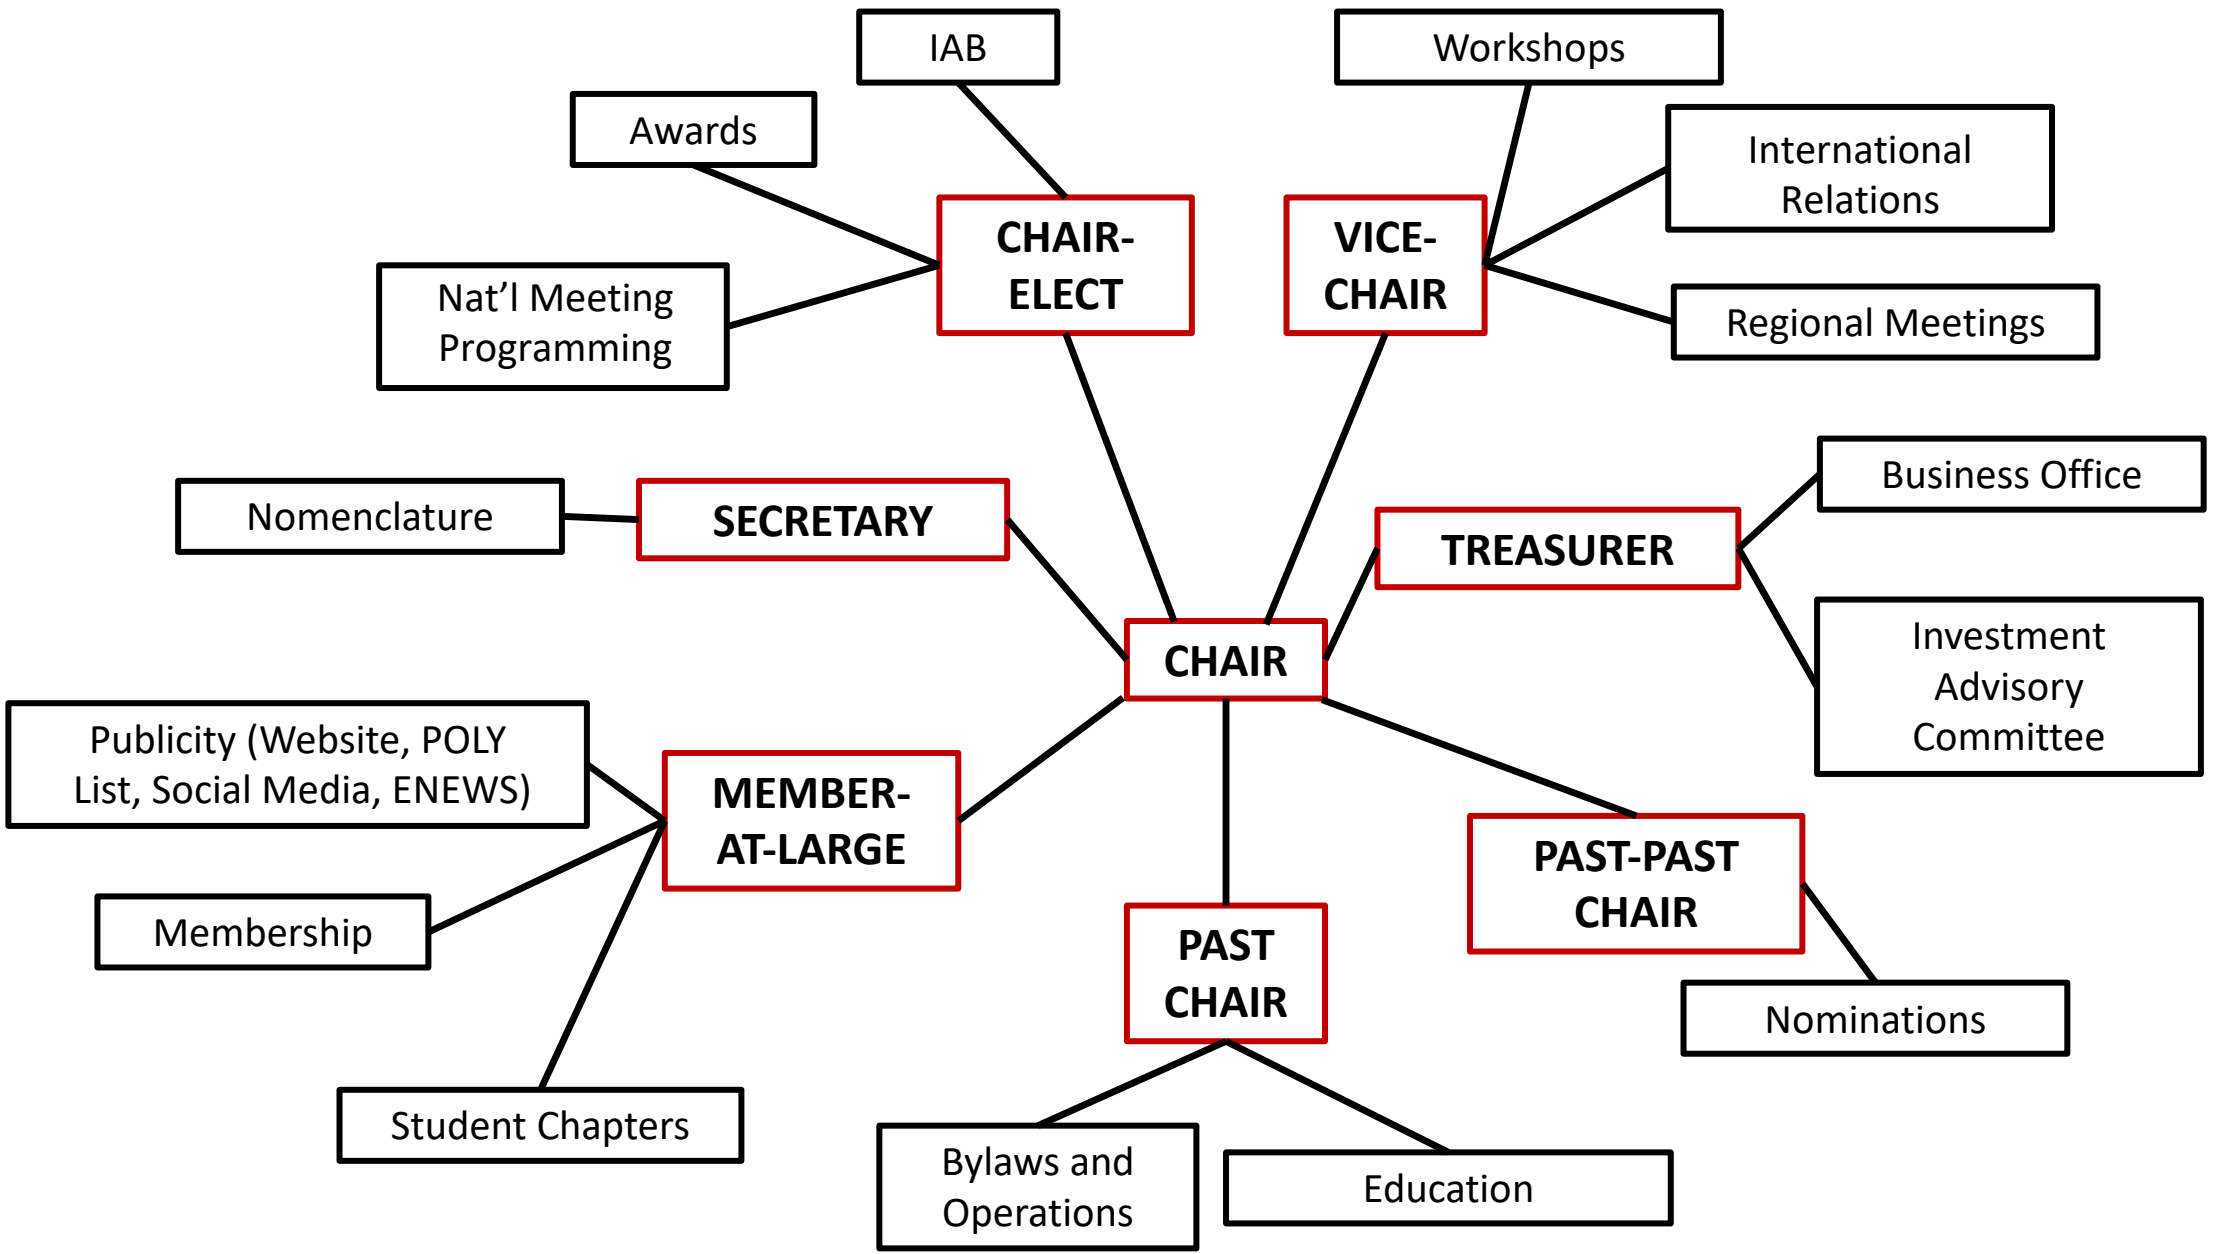 IAB
Workshops
Awards
International
Relations
CHAIR-
ELECT
VICE-
CHAIR
Nat’l Meeting
Programming
Regional Meetings
Business Office
Nomenclature
SECRETARY
TREASURER
Investment
Advisory
Committee
CHAIR
Publicity (Website, POLY
List, Social Media, ENEWS)
MEMBER-
AT-LARGE
PAST-PAST
CHAIR
Membership
PAST
CHAIR
Nominations
Student Chapters
Bylaws and
Operations
Education